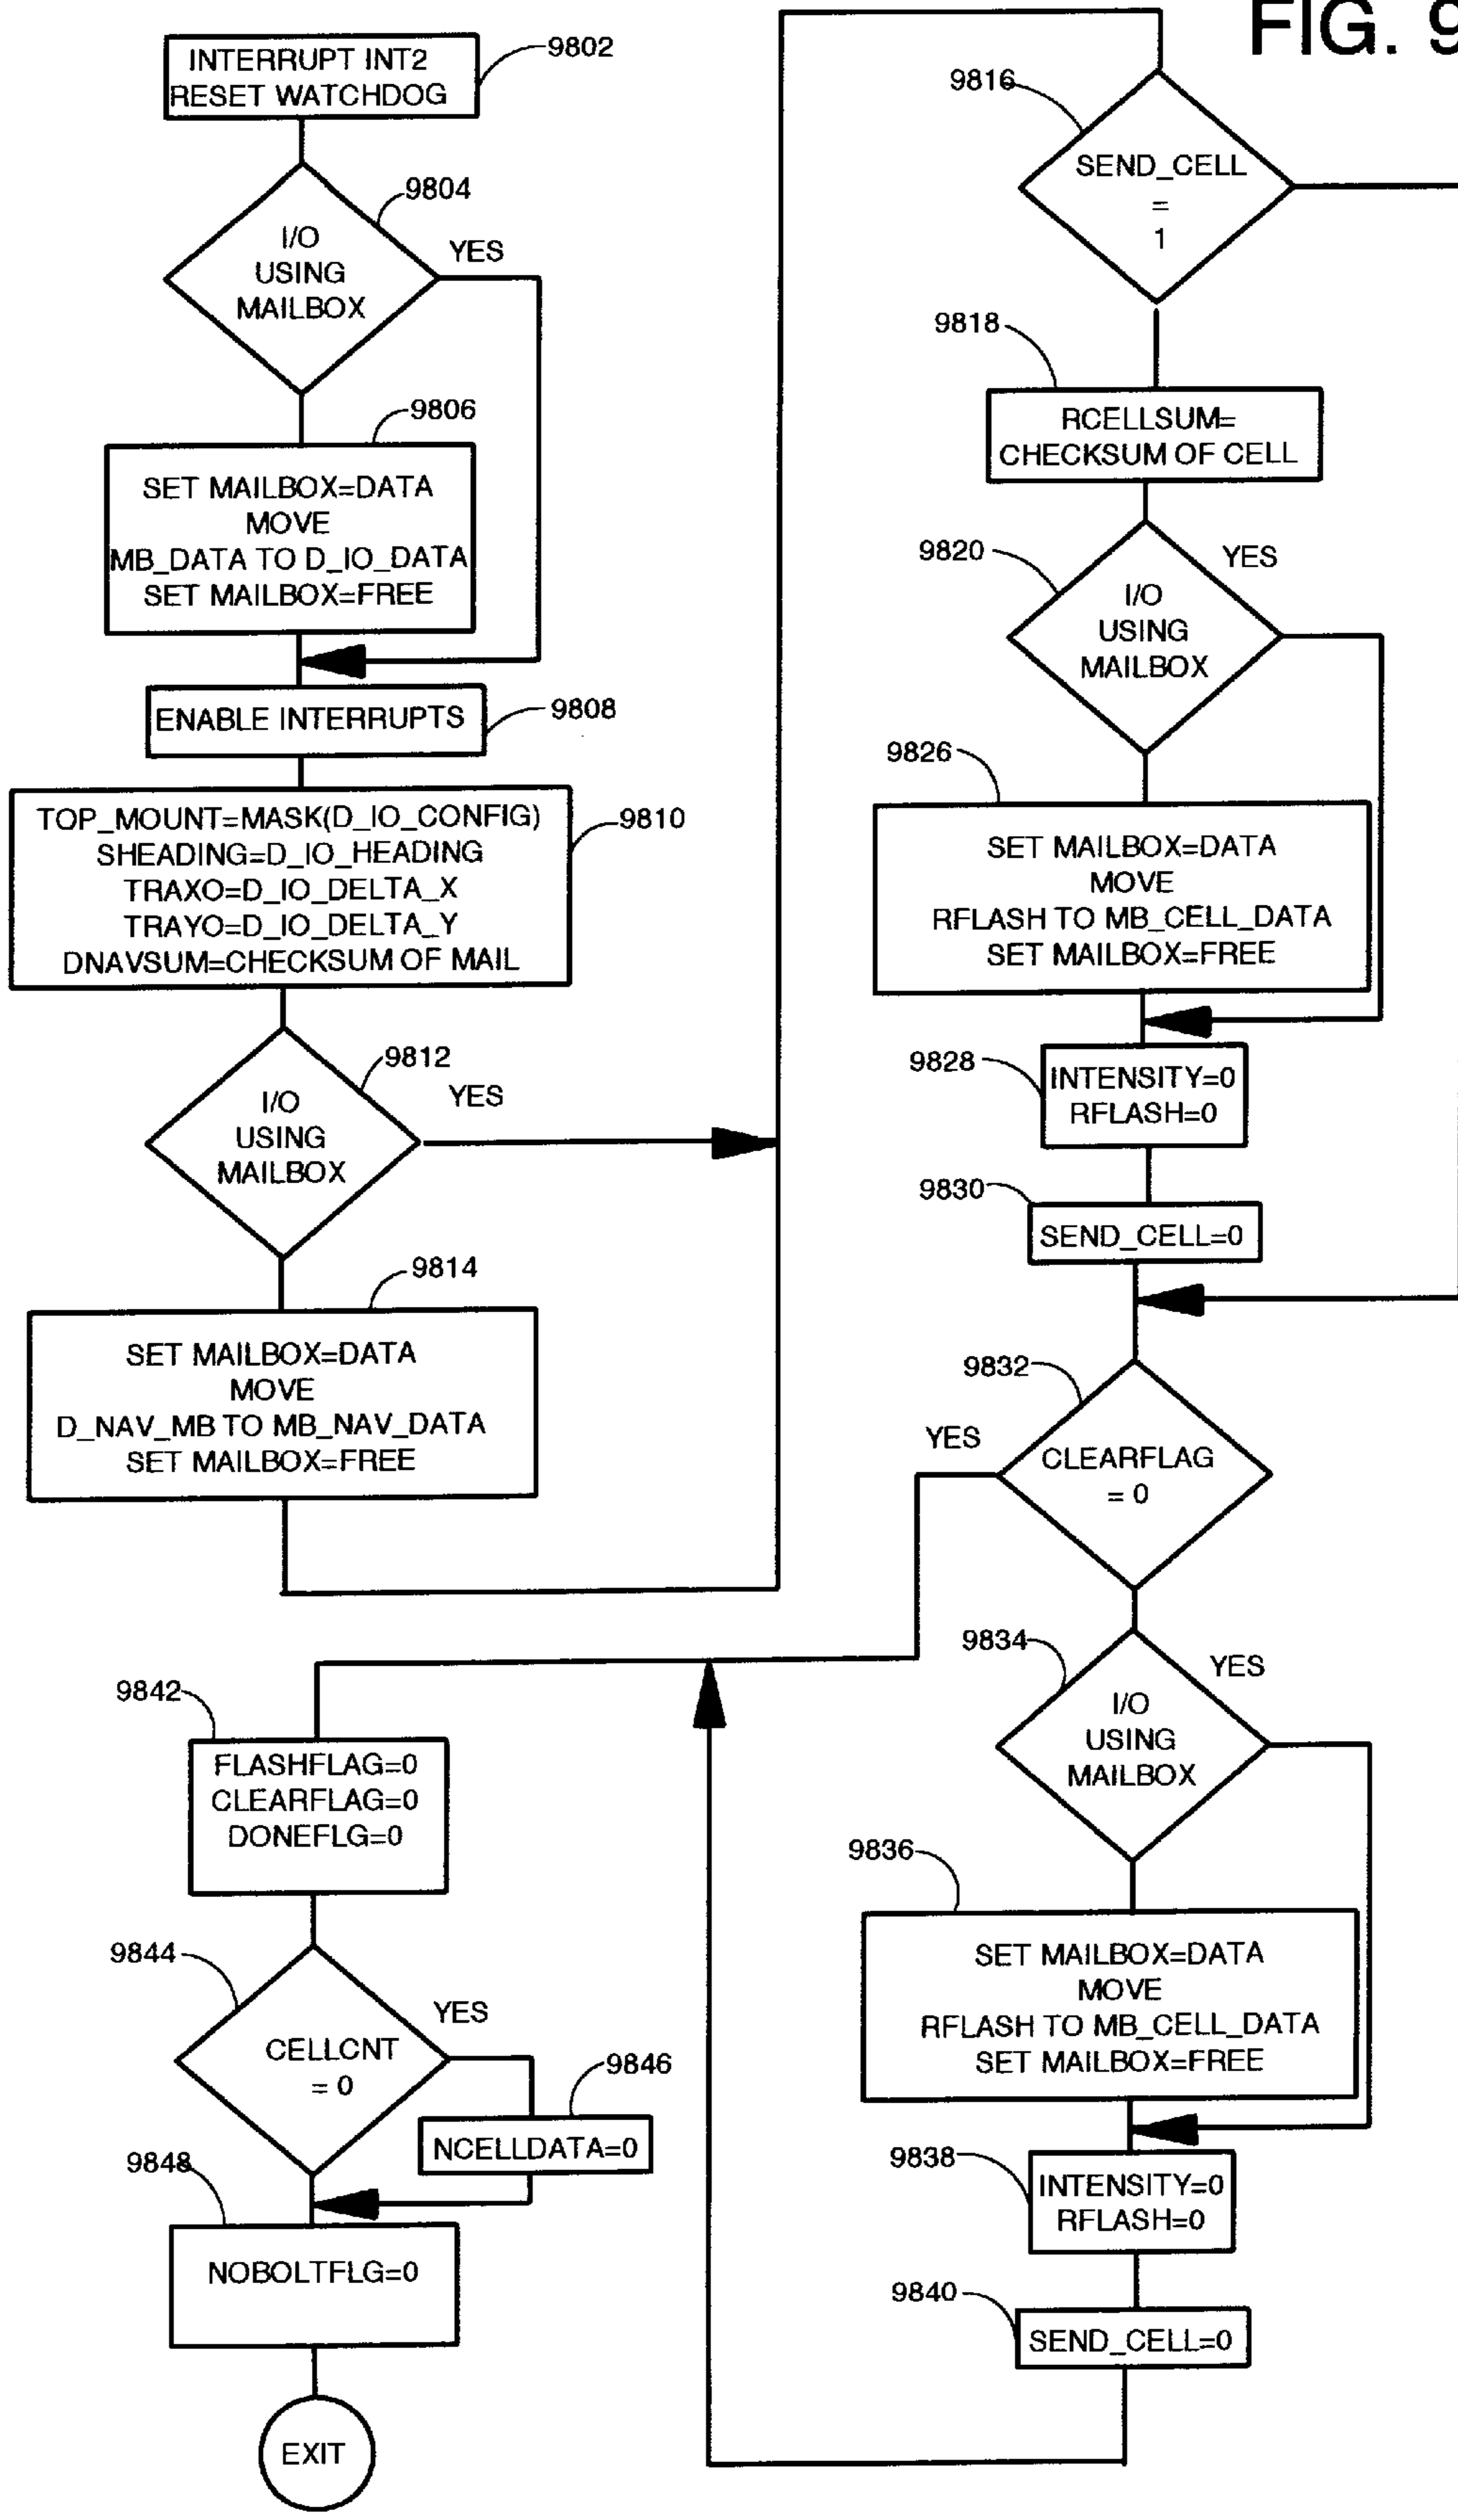 FIG. 9
INTERRUPT INT2
RESET WATCHDOG
9802
9804
I/O
USING
MAILBOX
YES
9806
SET MAILBOX=DATA
MOVE
MB_DATA TO D_IO_DATA
SET MAILBOX=FREE
ENABLE INTERRUPTS
9808
TOP_MOUNT=MASK(D_IO_CONFIG)
SHEADING=D_IO_HEADING
TRAXO=D_IO_DELTA_X
TRAYO=D_IO_DELTA_Y
DNAVSUM=CHECKSUM OF MAIL
9810
9812
I/O
USING
MAILBOX
YES
9814
SET MAILBOX=DATA
MOVE
D_NAV_MB TO MB_NAV_DATA
SET MAILBOX=FREE
9816
SEND_CELL
=
1
9818
RCELLSUM=
CHECKSUM OF CELL
9820
YES
I/O
USING
MAILBOX
9826
SET MAILBOX=DATA
MOVE
RFLASH TO MB_CELL_DATA
SET MAILBOX=FREE
9828
INTENSITY=0
RFLASH=0
9830
SEND_CELL=0
9832
YES
CLEARFLAG
= 0
9834
YES
I/O
USING
MAILBOX
9836
SET MAILBOX=DATA
MOVE
RFLASH TO MB_CELL_DATA
SET MAILBOX=FREE
9838
INTENSITY=0
RFLASH=0
9840
SEND_CELL=0
9842
FLASHFLAG=0
CLEARFLAG=0
DONEFLG=0
9844
YES
CELLCNT
= 0
9846
NCELLDATA=0
9848
NOBOLTFLG=0
EXIT